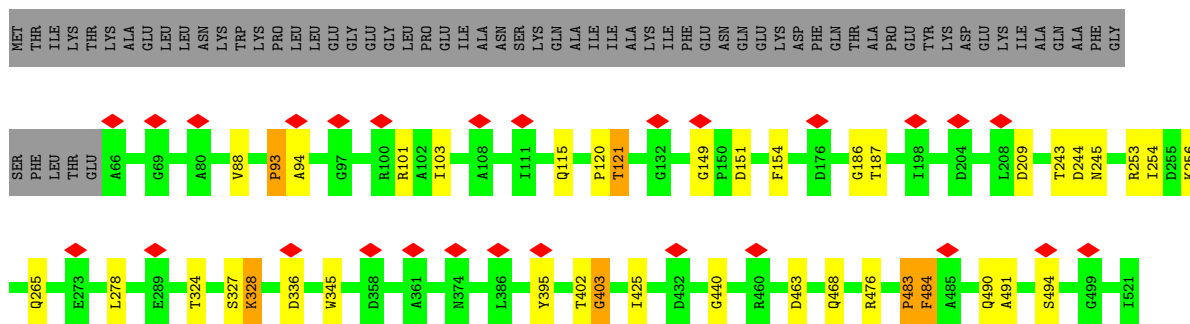 MET THR ILE LYS THR LYS ALA GLU LEU LEU ASN LYS TRP LYS PRO LEU LEU GLU GLY GLU GLY LEU PRO GLU ILE ALA ASN SER LYS GLN ALA ILE ILE ALA LYS ILE PHE GLU ASN GLN GLU LYS ASP PHE GLN THR ALA PRO GLU TYR LYS ASP GLU LYS ILE ALA GLN ALA PHE GLY
SER PHE LEU THR GLU A66 G69 A80 V88 P93 A94 G97 R100 R101 A102 I103 A108 I111 Q115 P120 T121 G132 G149 P150 D151 F154 D176 G186 T187 I198 D204 L208 D209 T243 D244 N245 R253 I254 D255 K256
Q265 E273 L278 E289 T324 S327 K328 D336 W345 D358 A361 N374 L386 Y395 T402 G403 I425 D432 G440 R460 D463 Q468 R476 P483 F484 A485 Q490 A491 S494 G499 I521